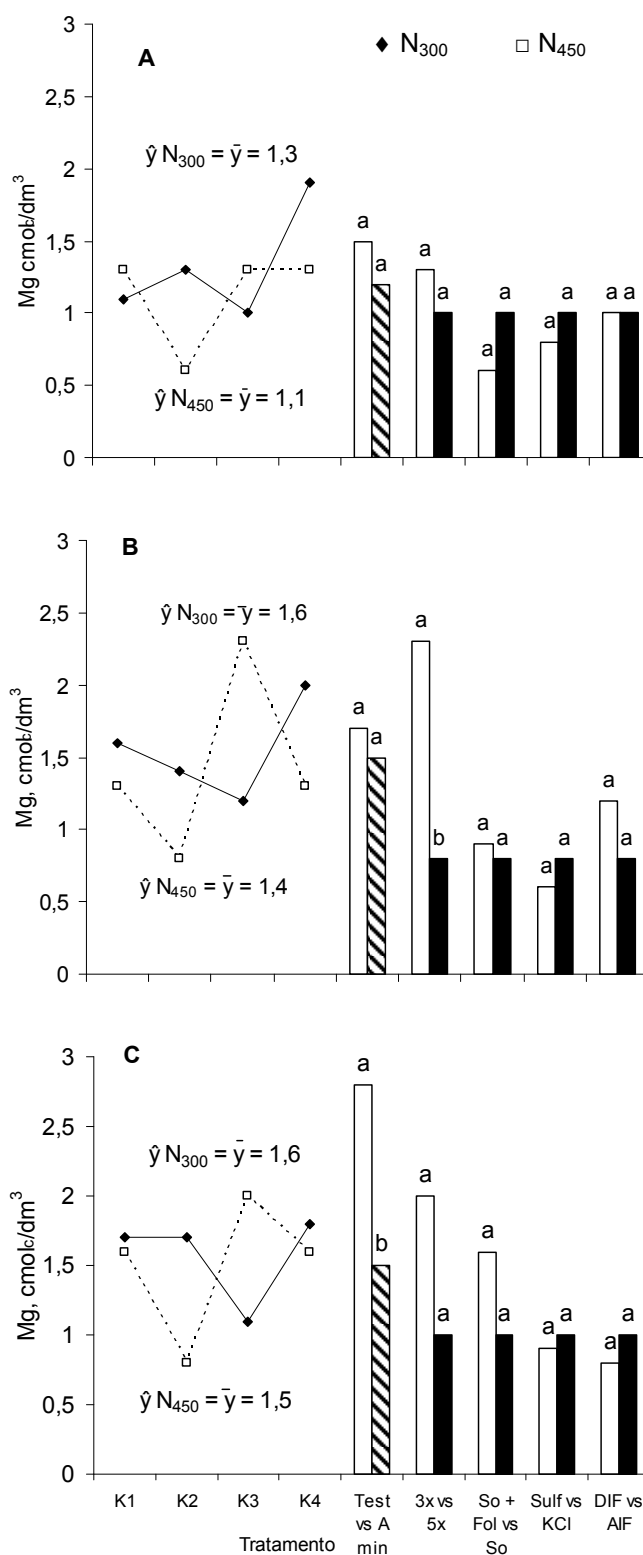 3
A
◆ N300 □ N450
2,5
ŷ N300 = ȳ = 1,3
2
a
a
a
a
a
a
a a
1,5
Mg cmolc/dm³
1
a
a
0,5
ŷ N450 = ȳ = 1,1
0
3
B
2,5
ŷ N300 = ȳ = 1,6
a
2
a
a
a
1,5
Mg, cmolc/dm³
1
b
a
a
a
a
a
0,5
ŷ N450 = ȳ = 1,4
0
3
C
a
2,5
ŷ N300 = ȳ = 1,6
a
2
b
a
a
a
1,5
Mg, cmolc/dm³
1
a
a
a
a
0,5
ŷ N450 = ȳ = 1,5
0
K1 K2 K3 K4 Test 3x vs So + Sulf vs DIF vs
vs A 5x Fol vs KCl AIF
min So
Tratamento